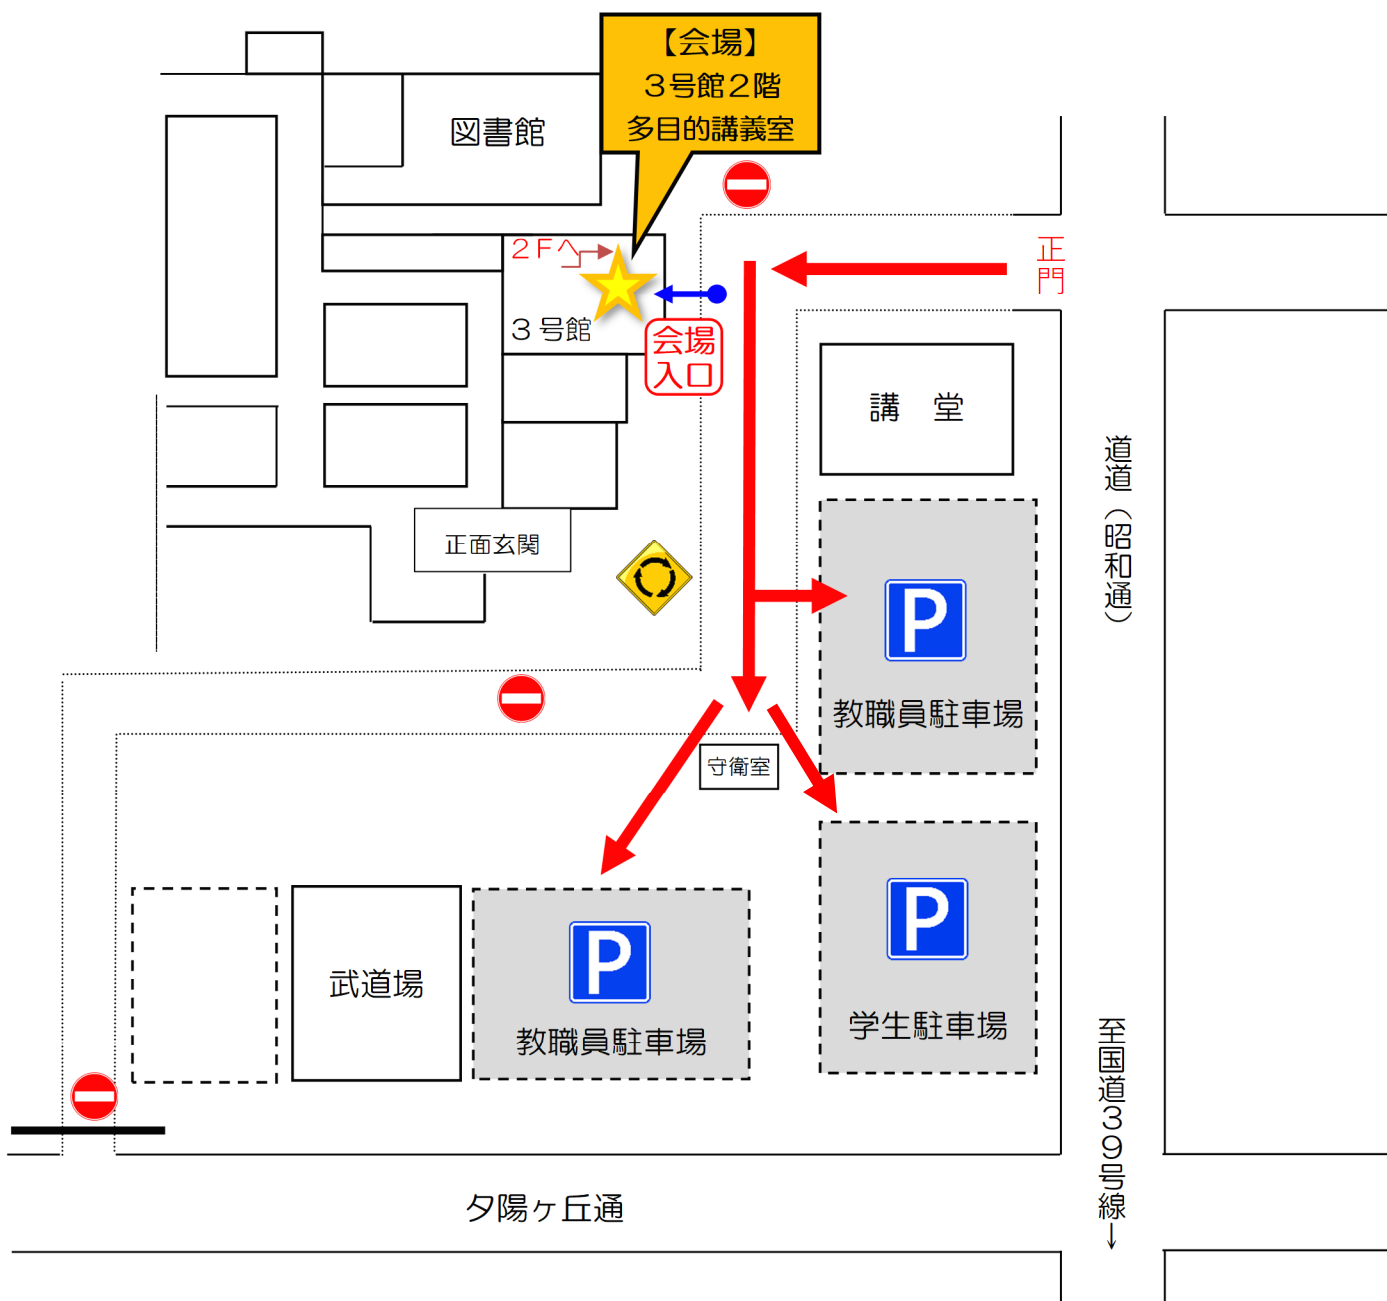 【会場】
３号館２階
多目的講義室
図書館
２Fへ
正門
３号館
会場
入口
講　堂
道道（昭和通）
正面玄関
P
教職員駐車場
守衛室
P
学生駐車場
武道場
P
教職員駐車場
至国道３９号線→
夕陽ヶ丘通